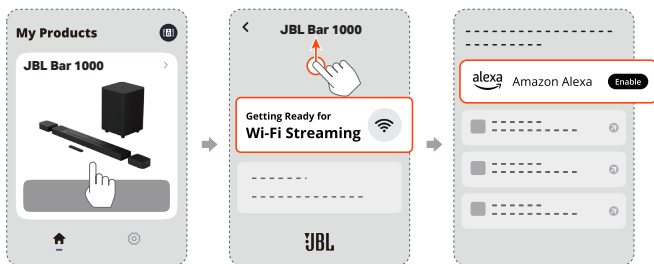 My Products
JBL Bar 1000
JBL Bar 1000
Getting Ready for
Wi-Fi Streaming
JBL
alexa
Amazon Alexa
Enable